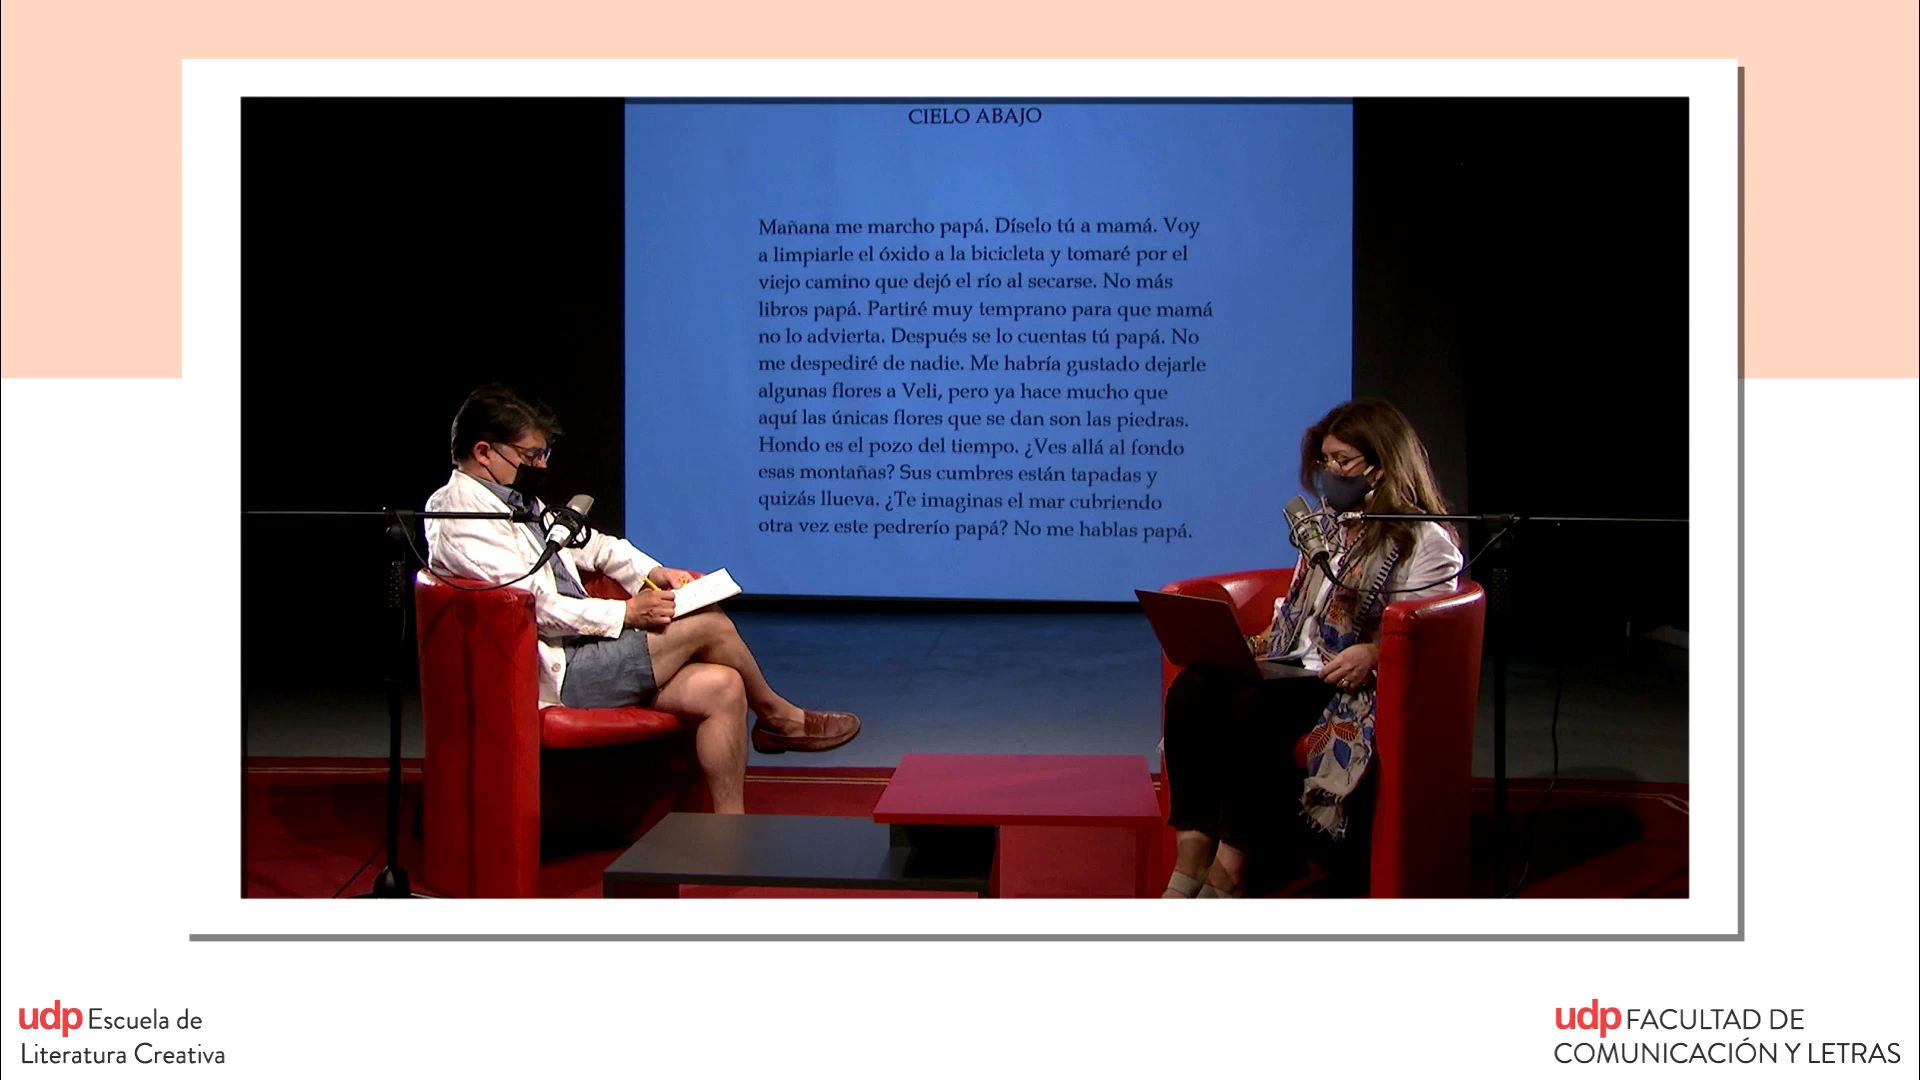 CIELO ABAJO
Mañana me marcho papá. Díselo tú a mamá. Voy
a limpiarle el óxido a la bicicleta y tomaré por el
viejo camino que dejó el río al secarse. No más
libros papá. Partiré muy temprano para que mamá
no lo advierta. Después se lo cuentas tú papá. No
me despediré de nadie. Me habría gustado dejarle
algunas flores a Veli, pero ya hace mucho que
aquí las únicas flores que se dan son las piedras.
Hondo es el pozo del tiempo. ¿Ves allá al fondo
esas montañas? Sus cumbres están tapadas y
quizás llueva. ¿Te imaginas el mar cubriendo
otra vez este pedrerío papá? No me hablas papá.
udp Escuela de
Literatura Creativa
udp FACULTAD DE
COMUNICACIÓN Y LETRAS